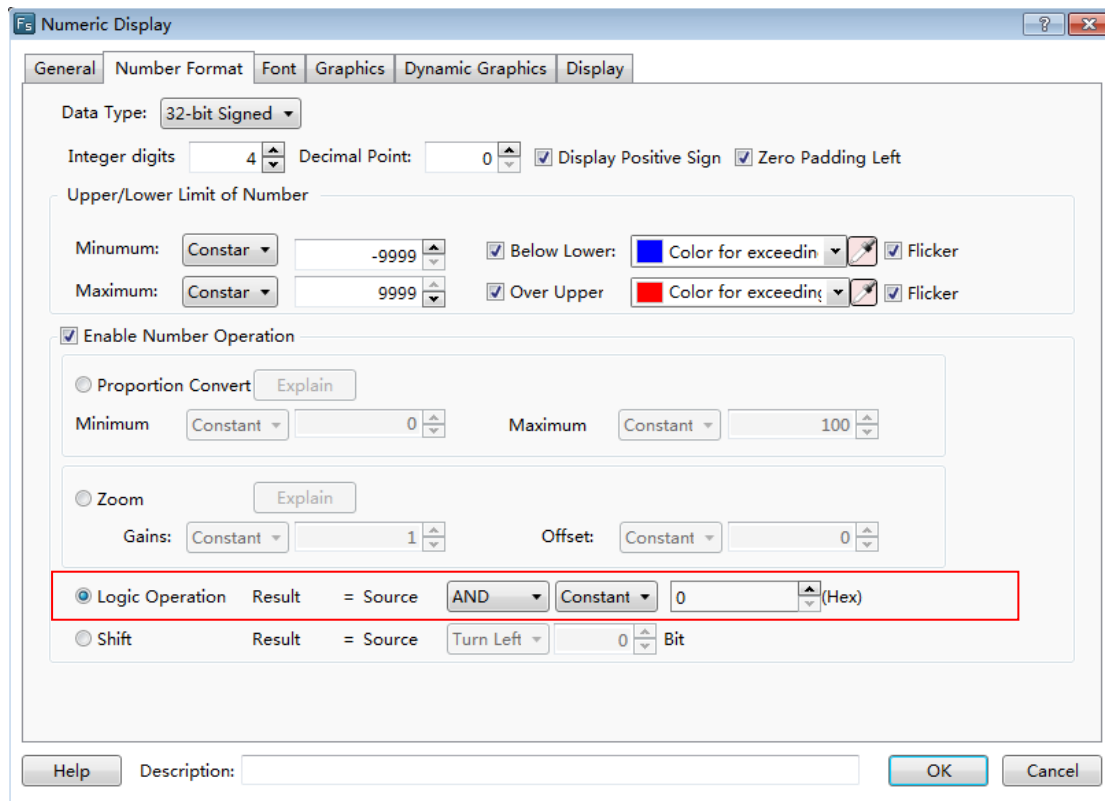 Fs Numeric Display ?
General Number Format Font Graphics Dynamic Graphics Display
Data Type: 32-bit Signed
Integer digits 4 Decimal Point: 0 Display Positive Sign Zero Padding Left
Upper/Lower Limit of Number
Minumum: Constar -9999 Below Lower: Color for exceedin Flicker
Maximum: Constar 9999 Over Upper Color for exceeding Flicker
Enable Number Operation
Proportion Convert Explain
Minimum Constant 0 Maximum Constant 100
Zoom Explain
Gains: Constant 1 Offset: Constant 0
Logic Operation Result = Source AND Constant 0 (Hex)
Shift Result = Source Turn Left 0 Bit
Help Description: OK Cancel